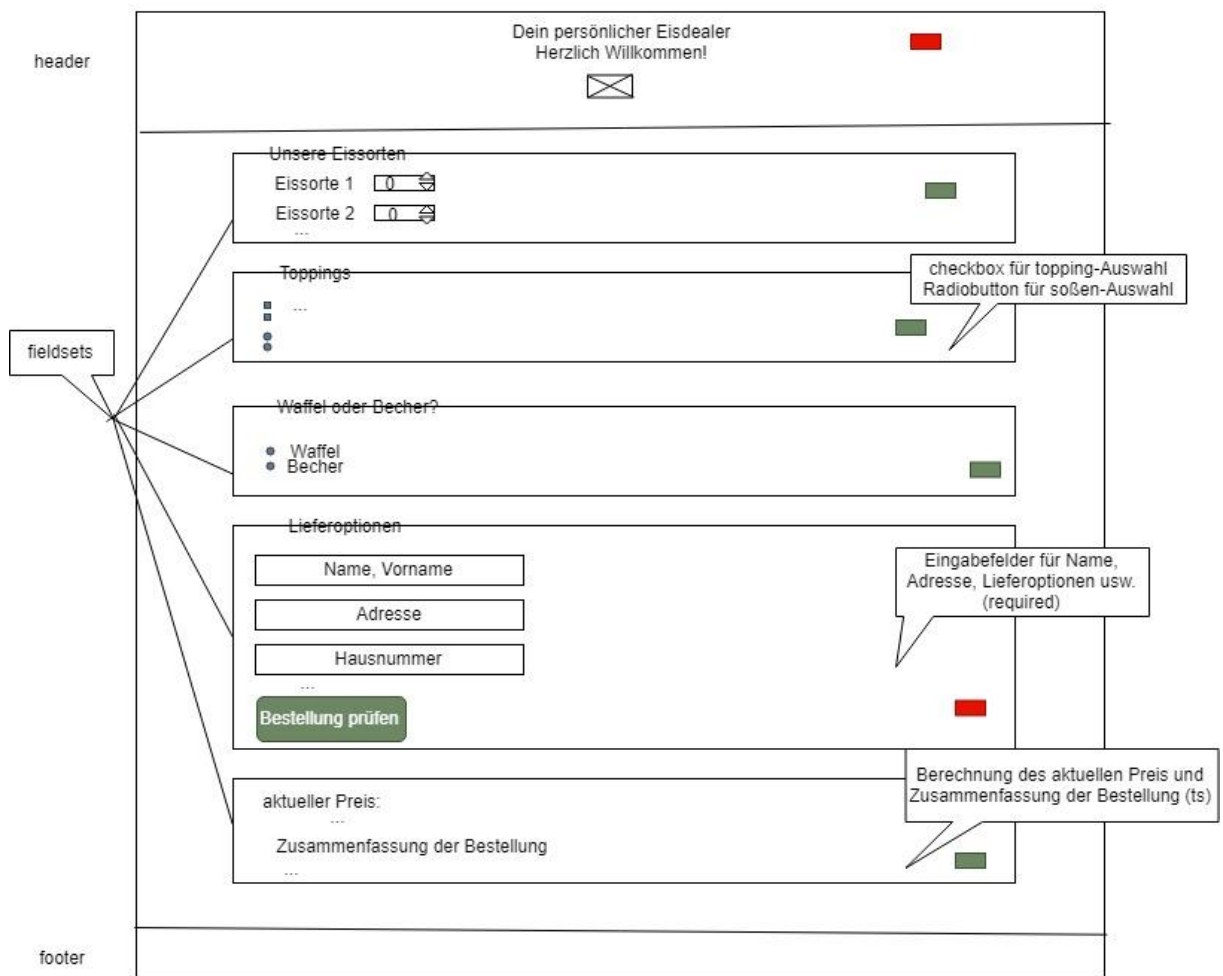 Dein persönlicher Eisdealer
Herzlich Willkommen!
header
Unsere Eissorten
Eissorte 1 0
Eissorte 2 0
...
Toppings
...
checkbox für topping-Auswahl
Radiobutton für soßen-Auswahl
fieldsets
Waffel oder Becher?
Waffel
Becher
Lieferoptionen
Name, Vorname
Adresse
Hausnummer
...
Eingabefelder für Name,
Adresse, Lieferoptionen usw.
(required)
Bestellung prüfen
aktueller Preis:
...
Zusammenfassung der Bestellung
...
Berechnung des aktuellen Preis und
Zusammenfassung der Bestellung (ts)
footer